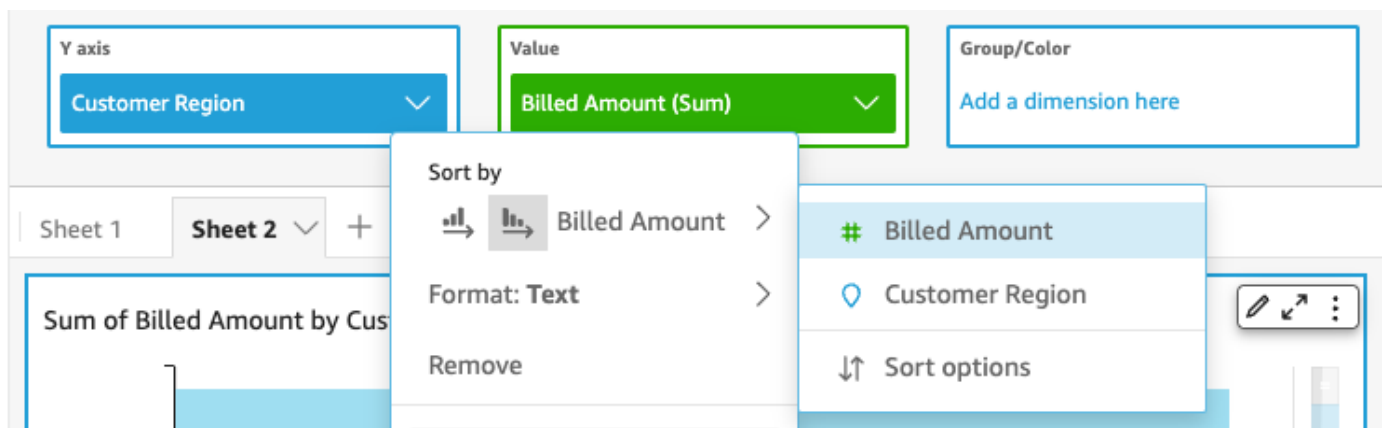 Y axis
Value
Group/Color
Customer Region
Billed Amount (Sum)
Add a dimension here
Sort by
Billed Amount
Format: Text
Remove
Billed Amount
Customer Region
Sort options
Sheet 1
Sheet 2
Sum of Billed Amount by Cus